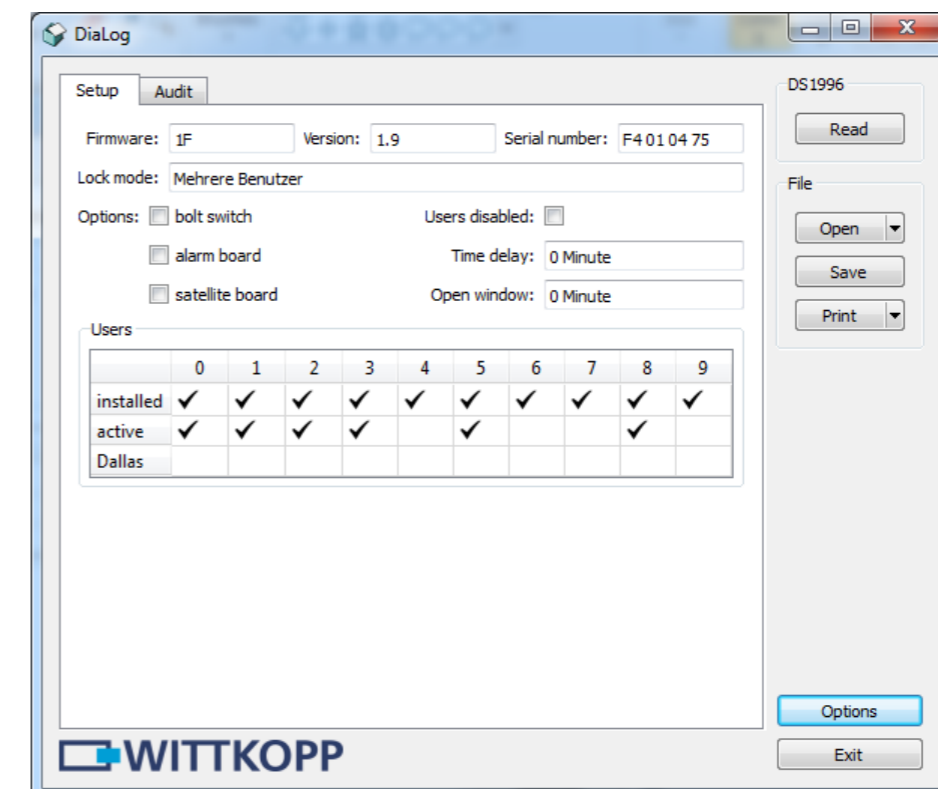 DiaLog
Setup Audit
Firmware: 1F Version: 1.9 Serial number: F4 01 04 75
Lock mode: Mehrere Benutzer
Options: bolt switch Users disabled:
alarm board Time delay: 0 Minute
satellite board Open window: 0 Minute
Users
0 1 2 3 4 5 6 7 8 9
installed
active
Dallas
DS1996
Read
File
Open
Save
Print
Options
Exit
WITTKOPP